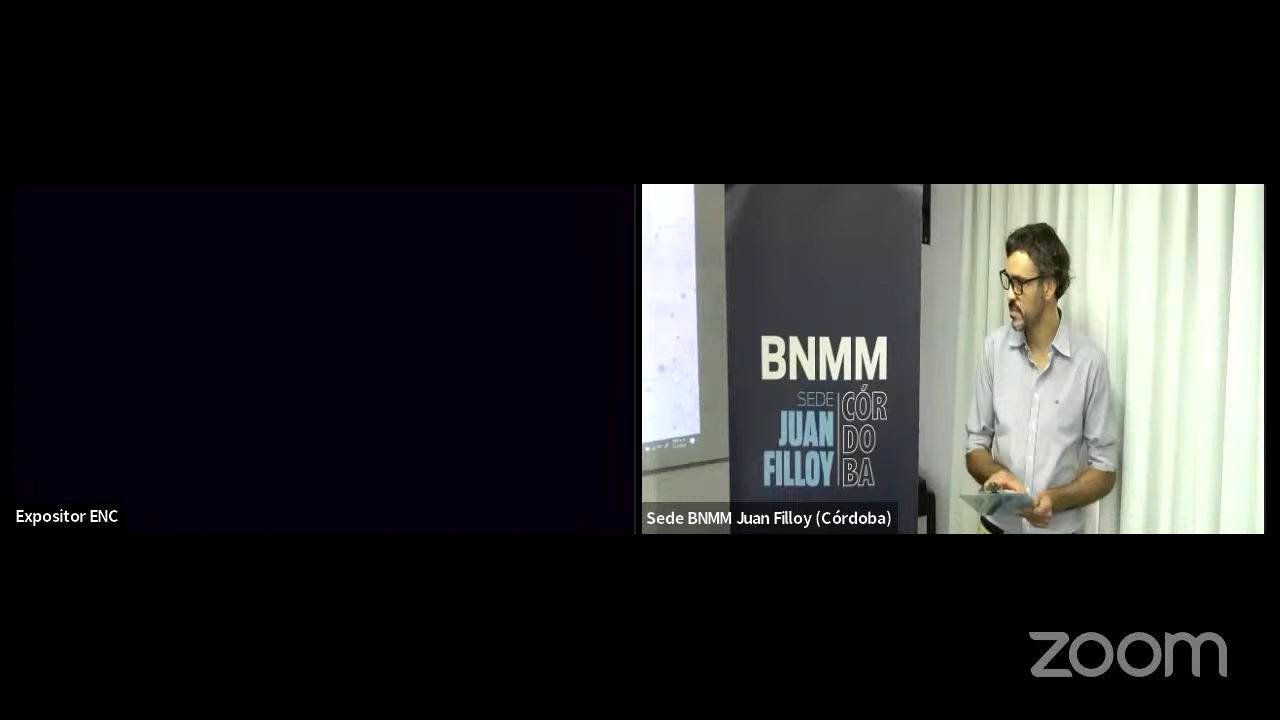 BNMM
SEDE
JUAN
FILLOY
CÓR
DO
BA
Expositor ENC
Sede BNMM Juan Filloy (Córdoba)
zoom